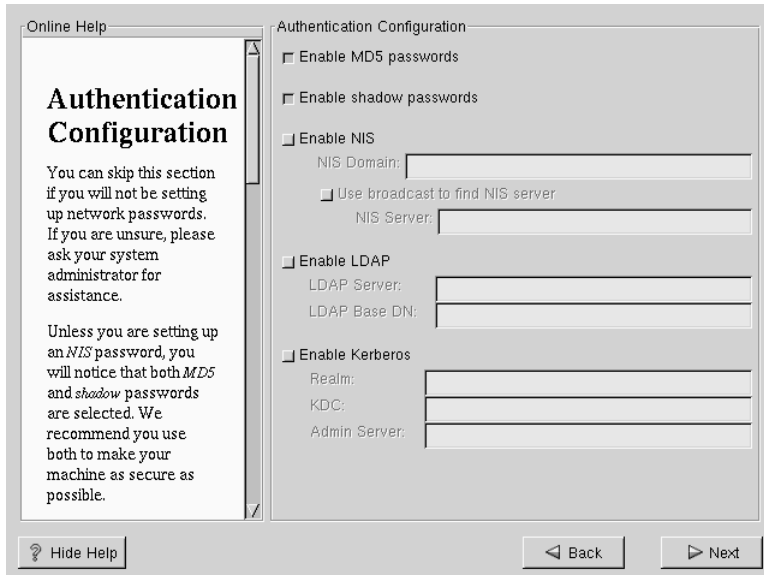 Online Help
Authentication
Configuration
You can skip this section
if you will not be setting
up network passwords.
If you are unsure, please
ask your system
administrator for
assistance.
Unless you are setting up
an NIS password, you
will notice that both MD5
and shadow passwords
are selected. We
recommend you use
both to make your
machine as secure as
possible.
Authentication Configuration
Enable MD5 passwords
Enable shadow passwords
Enable NIS
NIS Domain:
Use broadcast to find NIS server
NIS Server:
Enable LDAP
LDAP Server:
LDAP Base DN:
Enable Kerberos
Realm:
KDC:
Admin Server:
Hide Help
Back
Next